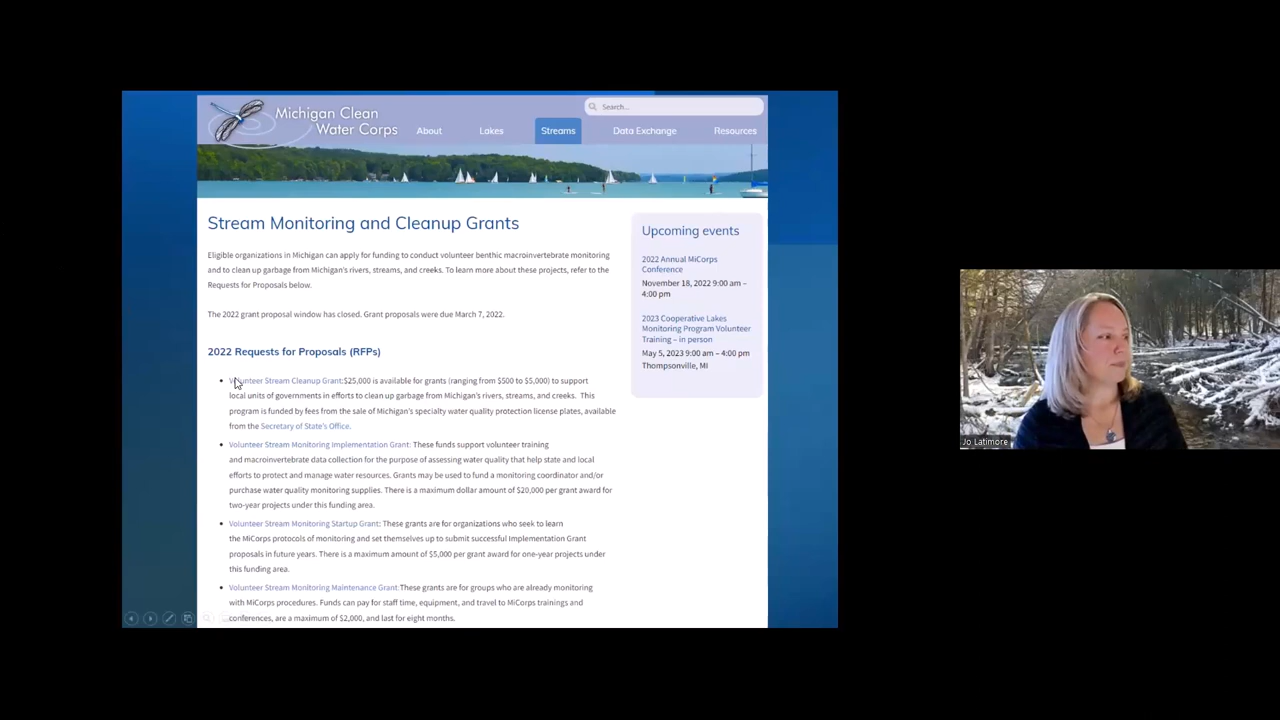 Michigan Clean
Water Corps
Search...
About
Lakes
Streams
Data Exchange
Resources
Stream Monitoring and Cleanup Grants
Eligible organizations in Michigan can apply for funding to conduct volunteer benthic macroinvertebrate monitoring
and to clean up garbage from Michigan's rivers, streams, and creeks. To learn more about these projects, refer to the
Requests for Proposals below.
The 2022 grant proposal window has closed. Grant proposals were due March 7, 2022.
2022 Requests for Proposals (RFPs)
Volunteer Stream Cleanup Grant:$25,000 is available for grants (ranging from $500 to $5,000) to support
local units of governments in efforts to clean up garbage from Michigan's rivers, streams, and creeks. This
program is funded by fees from the sale of Michigan's specialty water quality protection license plates, available
from the Secretary of State's Office.
Volunteer Stream Monitoring Implementation Grant: These funds support volunteer training
and macroinvertebrate data collection for the purpose of assessing water quality that help state and local
efforts to protect and manage water resources. Grants may be used to fund a monitoring coordinator and/or
purchase water quality monitoring supplies. There is a maximum dollar amount of $20,000 per grant award for
two-year projects under this funding area.
Volunteer Stream Monitoring Startup Grant: These grants are for organizations who seek to learn
the MiCorps protocols of monitoring and set themselves up to submit successful Implementation Grant
proposals in future years. There is a maximum amount of $5,000 per grant award for one-year projects under
this funding area.
Volunteer Stream Monitoring Maintenance Grant These grants are for groups who are already monitoring
with MiCorps procedures. Funds can pay for staff time, equipment, and travel to MiCorps trainings and
conferences, are a maximum of $2,000, and last for eight months.
Upcoming events
2022 Annual MiCorps
Conference
November 18, 2022 9:00 am –
4:00 pm
2023 Cooperative Lakes
Monitoring Program Volunteer
Training – in person
May 5, 2023 9:00 am – 4:00 pm
Thompsonville, MI
Jo Latimore